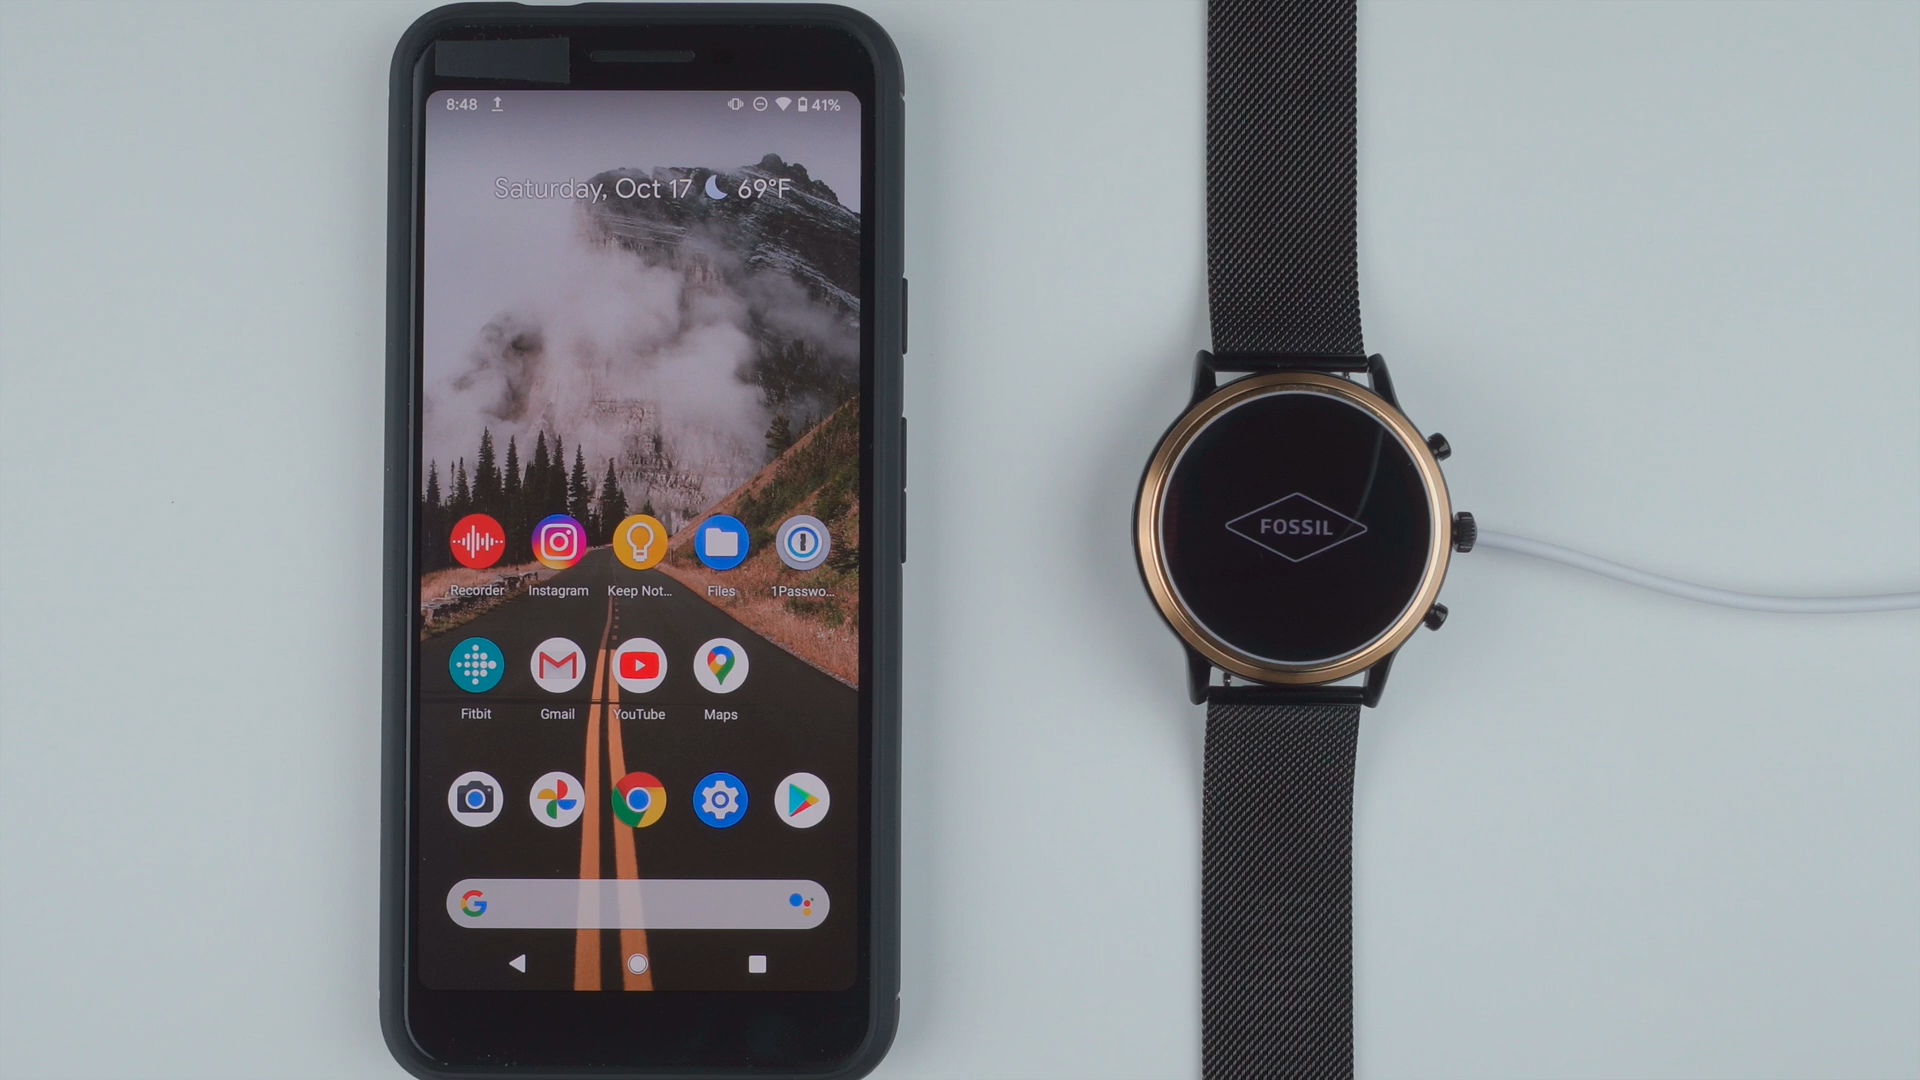 8:48 41%
Saturday, Oct 17 69°F
Recorder Instagram Keep Not... Files 1Passwo...
Fitbit Gmail YouTube Maps
FOSSIL